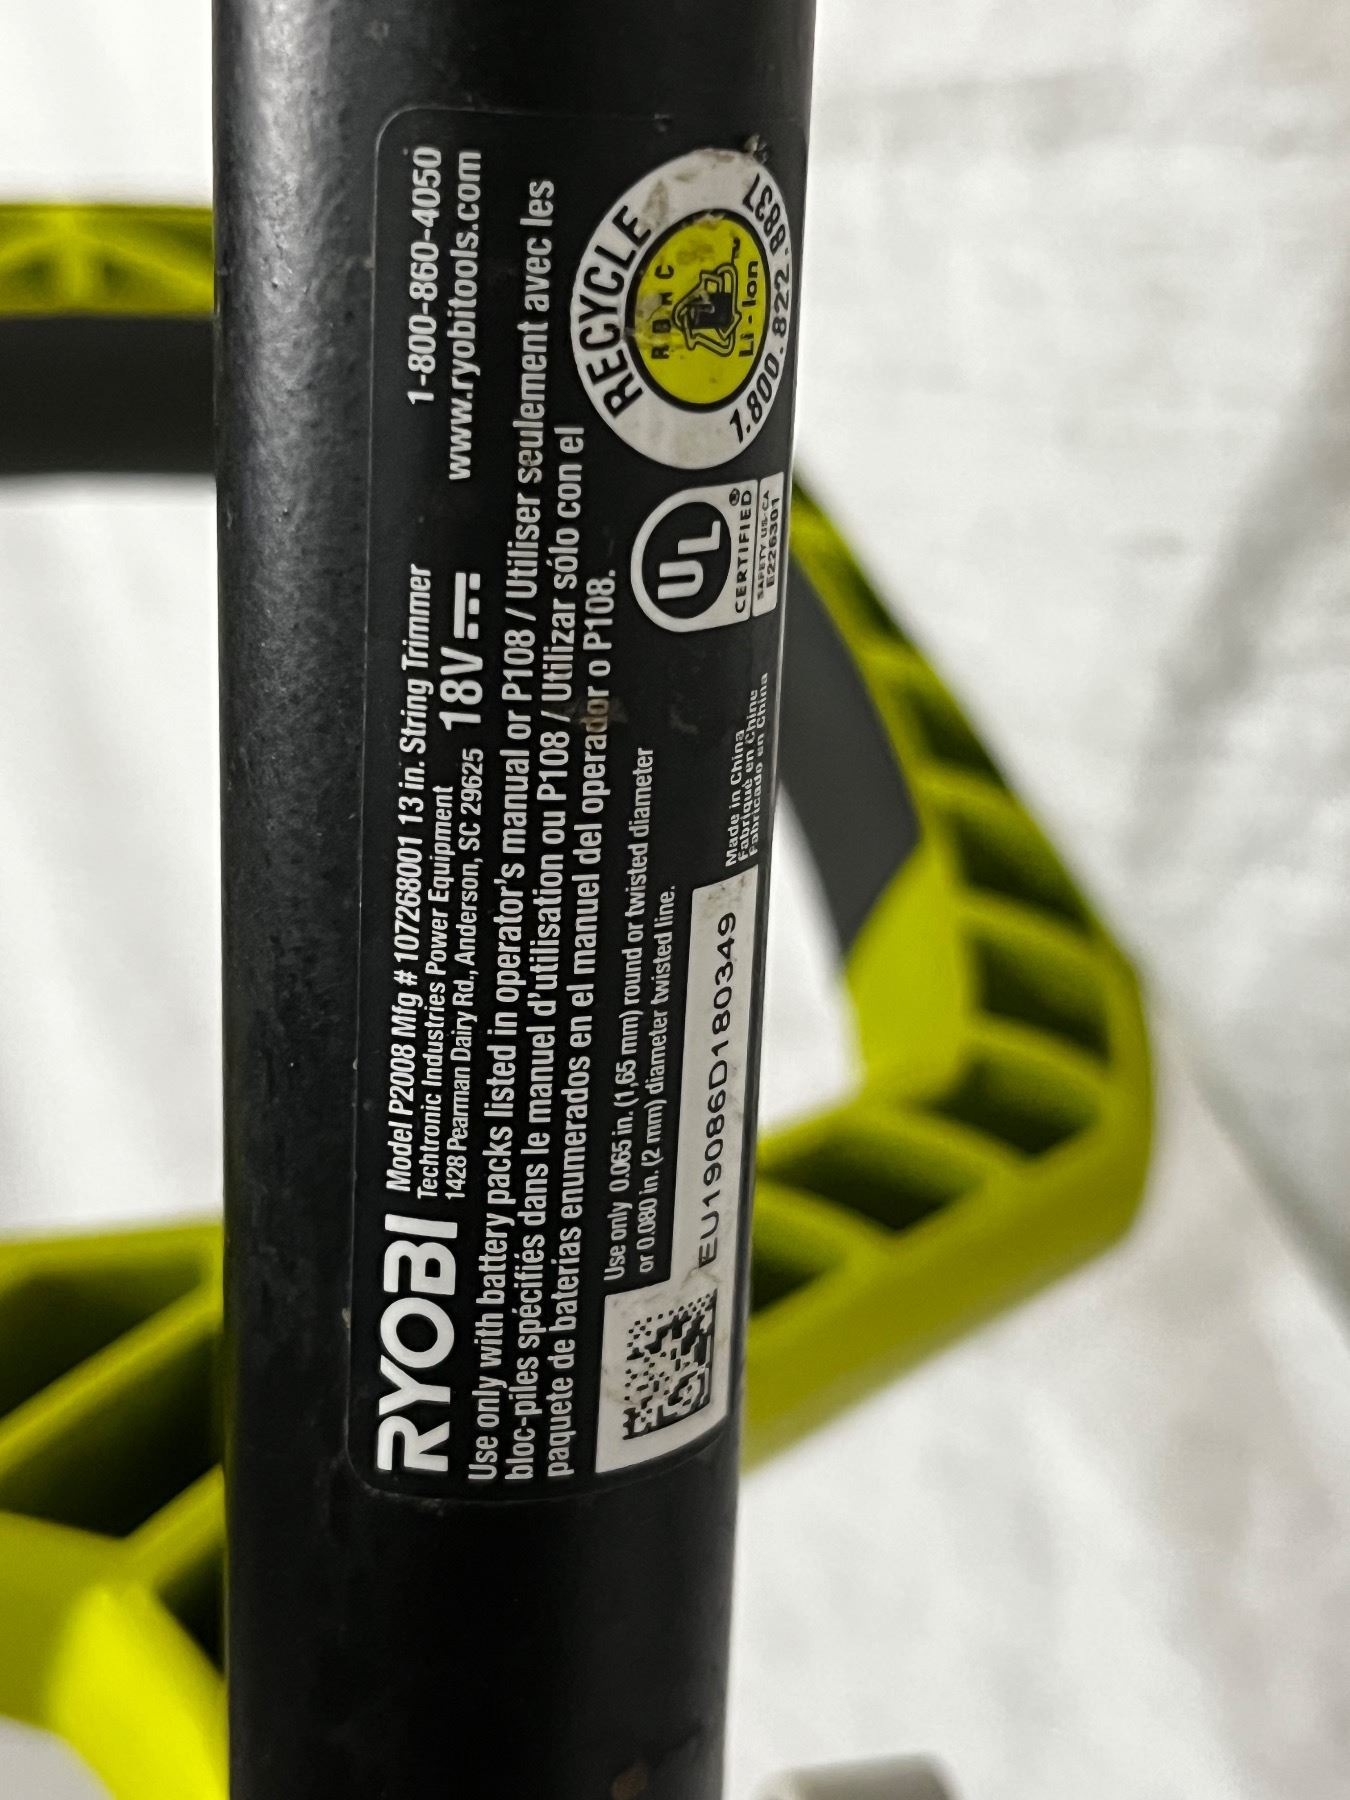 RYOBI
Model P2008 Mfg # 107268001 13 in. String Trimmer
1-800-860-4050
Techtronic Industries Power Equipment
1428 Pearman Dairy Rd., Anderson, SC 29625
18V
www.ryobitools.com
Use only with battery packs listed in operator's manual or P108 / Utiliser seulement avec les
bloc-piles spécifiés dans le manuel d'utilisation ou P108 / Utilizar sólo con el
paquete de baterías enumerados en el manuel del operador o P108.
Use only 0.065 in. (1,65 mm) round or twisted diameter
or 0.080 in. (2 mm) diameter twisted line.
EU19086D180349
Made in China
Fabriqué en Chine
Fabricado en China
UL
CERTIFIED®
SAFETY US-CA
E226301
RECYCLE
RBRC
Li-Ion
1.800.822.8837